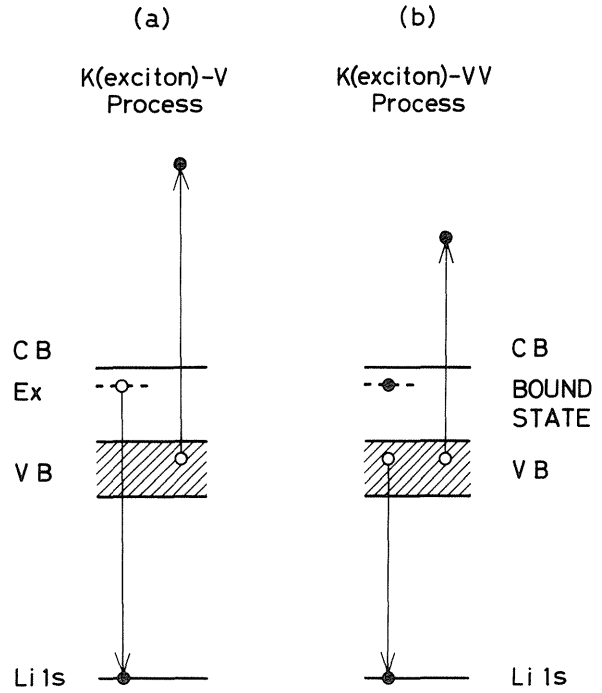 (a)
K(exciton)-V
Process
(b)
K(exciton)-VV
Process
CB
Ex
VB
Li 1s
CB
BOUND
STATE
VB
Li 1s